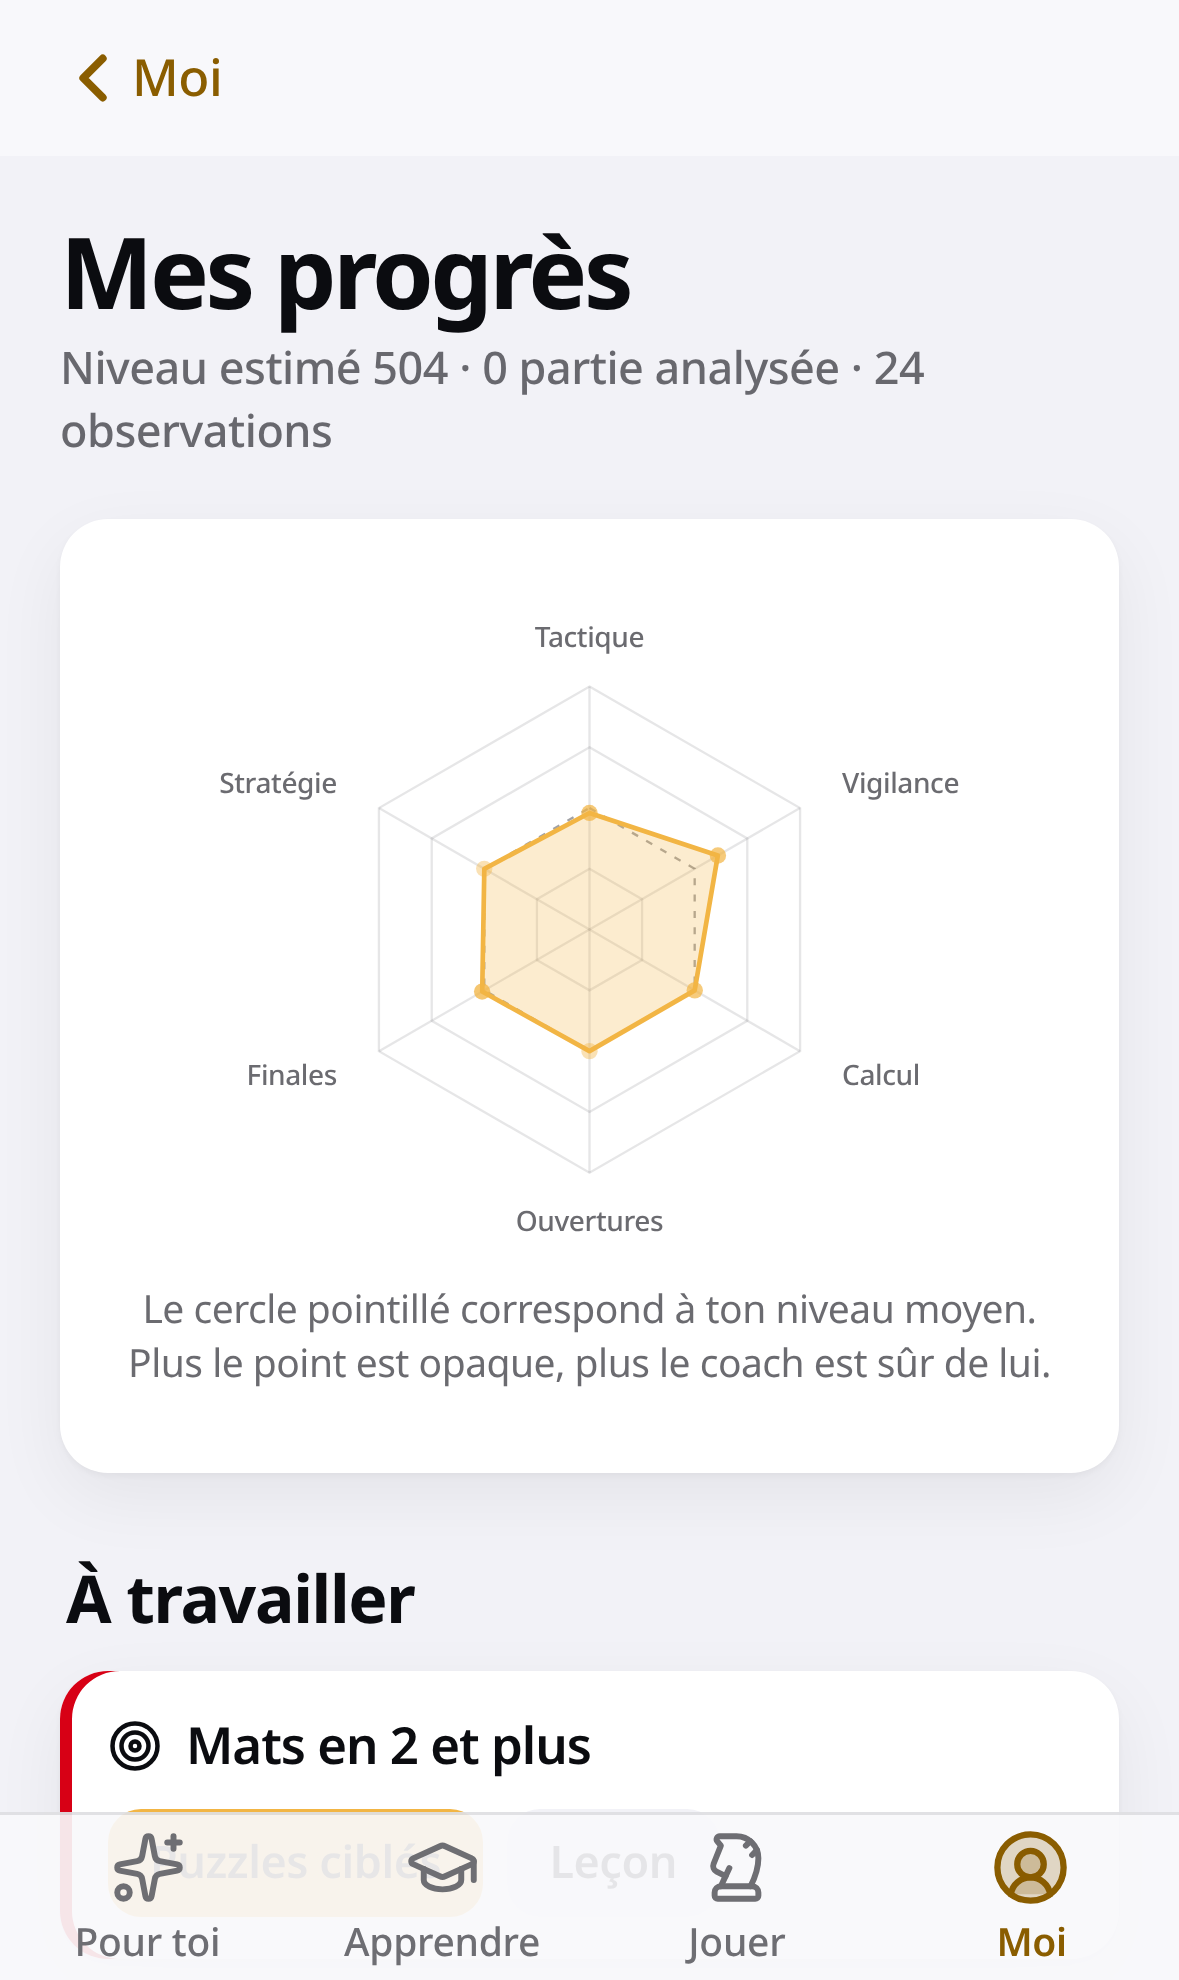 Moi
Mes progrès
Niveau estimé 504 · 0 partie analysée · 24
observations
Tactique
Stratégie
Vigilance
Finales
Calcul
Ouvertures
Le cercle pointillé correspond à ton niveau moyen.
Plus le point est opaque, plus le coach est sûr de lui.
À travailler
Mats en 2 et plus
Puzzles ciblés
Leçon
Pour toi
Apprendre
Jouer
Moi